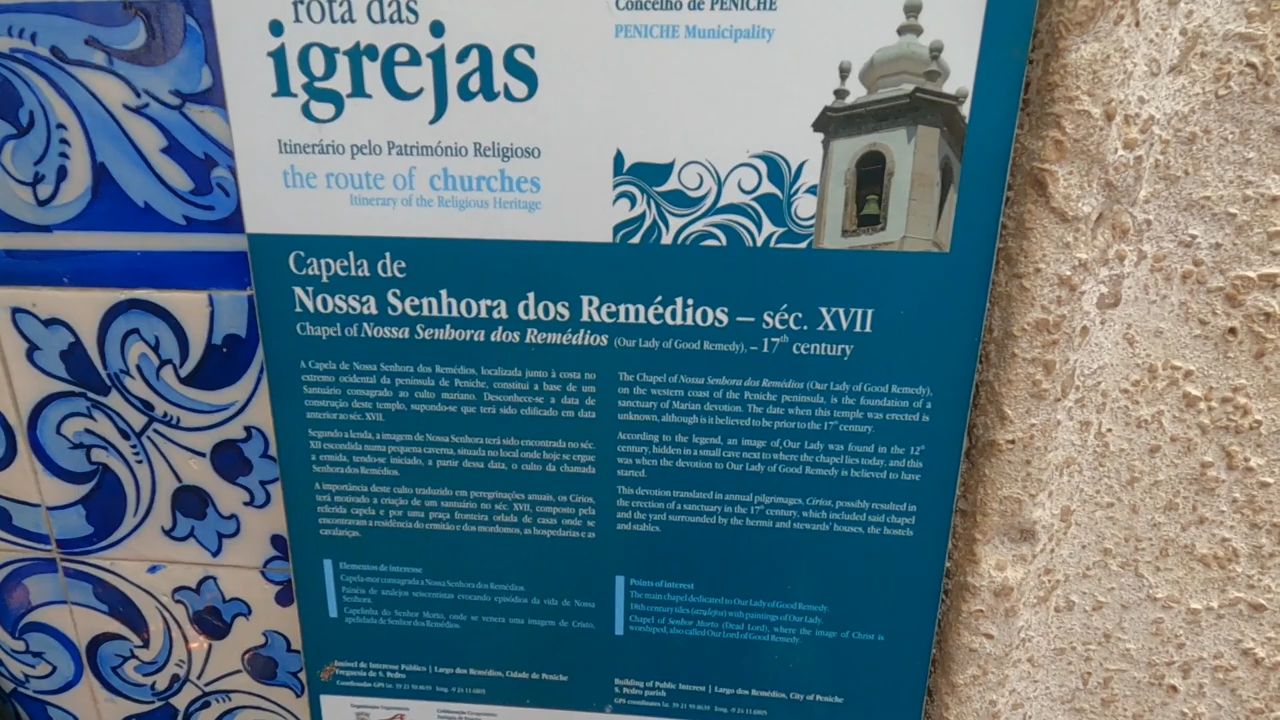 rota das
igrejas
Itinerário pelo Património Religioso
the route of churches
Itinerary of the Religious Heritage
Concelho de PENICHE
PENICHE Municipality
Capela de
Nossa Senhora dos Remédios – séc. XVII
Chapel of Nossa Senhora dos Remédios (Our Lady of Good Remedy), – 17th century
A Capela de Nossa Senhora dos Remédios, localizada junto à costa no
extremo ocidental da península de Peniche, constitui a base de um
Santuário consagrado ao culto mariano. Desconhece-se a data de
construção deste templo, supondo-se que terá sido edificado em data
anterior ao séc. XVII.
Segundo a lenda, a imagem de Nossa Senhora terá sido encontrada no séc.
XII escondida numa pequena caverna, situada no local onde hoje se ergue
a ermida, tendo-se iniciado, a partir dessa data, o culto da chamada
Senhora dos Remédios.
A importância deste culto traduzido em peregrinações anuais, os Círios,
terá motivado a criação de um santuário no séc. XVII, composto pela
referida capela e por uma praça fronteira orlada de casas onde se
encontravam a residência do ermitão e dos mordomos, as hospedarias e as
cavalariças.
Elementos de interesse
Capela-mor consagrada a Nossa Senhora dos Remédios.
Painéis de azulejos seiscentistas evocando episódios da vida de Nossa
Senhora.
Capelinha do Senhor Morto, onde se venera uma imagem de Cristo,
apelidada de Senhor dos Remédios.
Imóvel de Interesse Público | Largo dos Remédios, Cidade de Peniche
Freguesia de S. Pedro
Coordenadas GPS
The Chapel of Nossa Senhora dos Remédios (Our Lady of Good Remedy),
on the western coast of the Peniche peninsula, is the foundation of a
sanctuary of Marian devotion. The date when this temple was erected is
unknown, although is it believed to be prior to the 17th century.
According to the legend, an image of Our Lady was found in the 12th
century, hidden in a small cave next to where the chapel lies today, and this
was when the devotion to Our Lady of Good Remedy is believed to have
started.
This devotion translated in annual pilgrimages, Círios, possibly resulted in
the erection of a sanctuary in the 17th century, which included said chapel
and the yard surrounded by the hermit and stewards' houses, the hostels
and stables.
Points of interest
The main chapel dedicated to Our Lady of Good Remedy.
18th century tiles (azulejos) with paintings of Our Lady.
Chapel of Senhor Morto (Dead Lord), where the image of Christ is
worshiped, also called Our Lord of Good Remedy.
Building of Public Interest | Largo dos Remédios, City of Peniche
S. Pedro parish
GPS coordinates